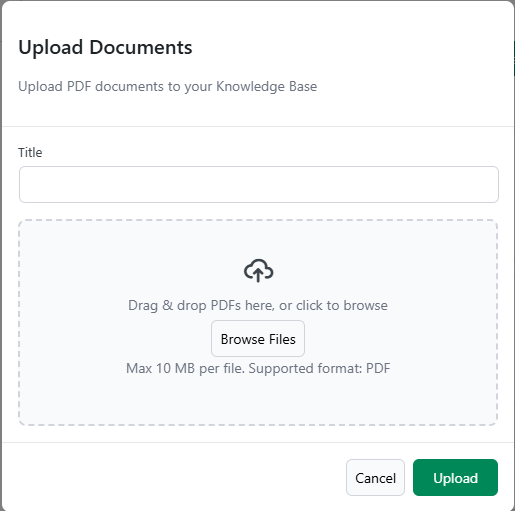 Upload Documents
Upload PDF documents to your Knowledge Base
Title
Drag & drop PDFs here, or click to browse
Browse Files
Max 10 MB per file. Supported format: PDF
Cancel
Upload